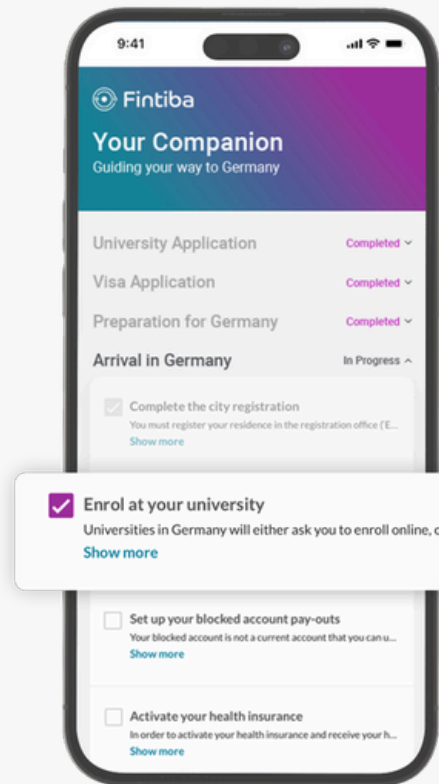 9:41
Fintiba
Your Companion
Guiding your way to Germany
University Application Completed
Visa Application Completed
Preparation for Germany Completed
Arrival in Germany In Progress
Complete the city registration
You must register your residence in the registration office ('E...
Show more
Enrol at your university
Universities in Germany will either ask you to enroll online,
Show more
Set up your blocked account pay-outs
Your blocked account is not a current account that you can u...
Show more
Activate your health insurance
In order to activate your health insurance and receive your h...
Show more